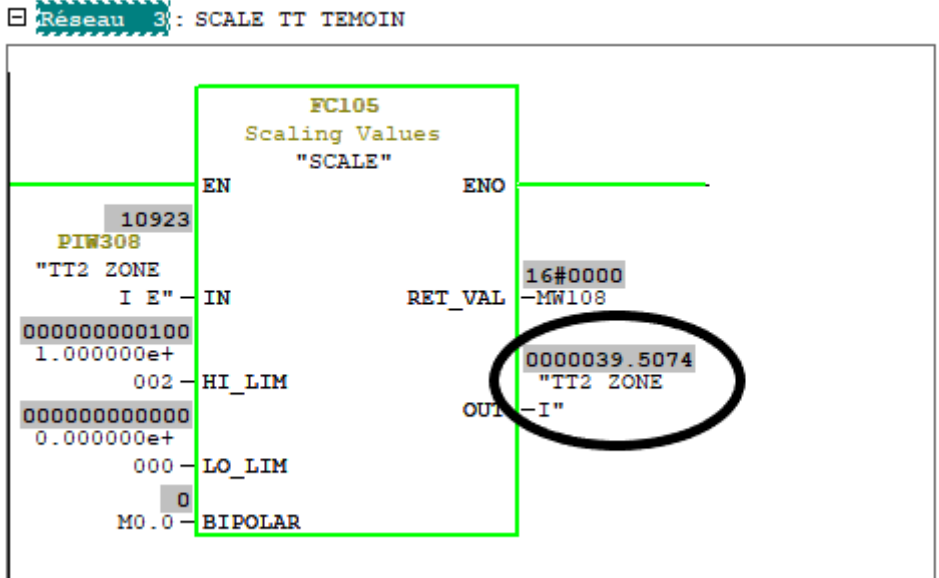 Réseau 3 : SCALE TT TEMOIN
FC105
Scaling Values
"SCALE"
EN ENO
10923
PIW308
"TT2 ZONE
I E" IN
16#0000
RET_VAL MW108
000000000100
1.000000e+
002 HI_LIM
0000039.5074
"TT2 ZONE
OUT I"
000000000000
0.000000e+
000 LO_LIM
0
M0.0 BIPOLAR